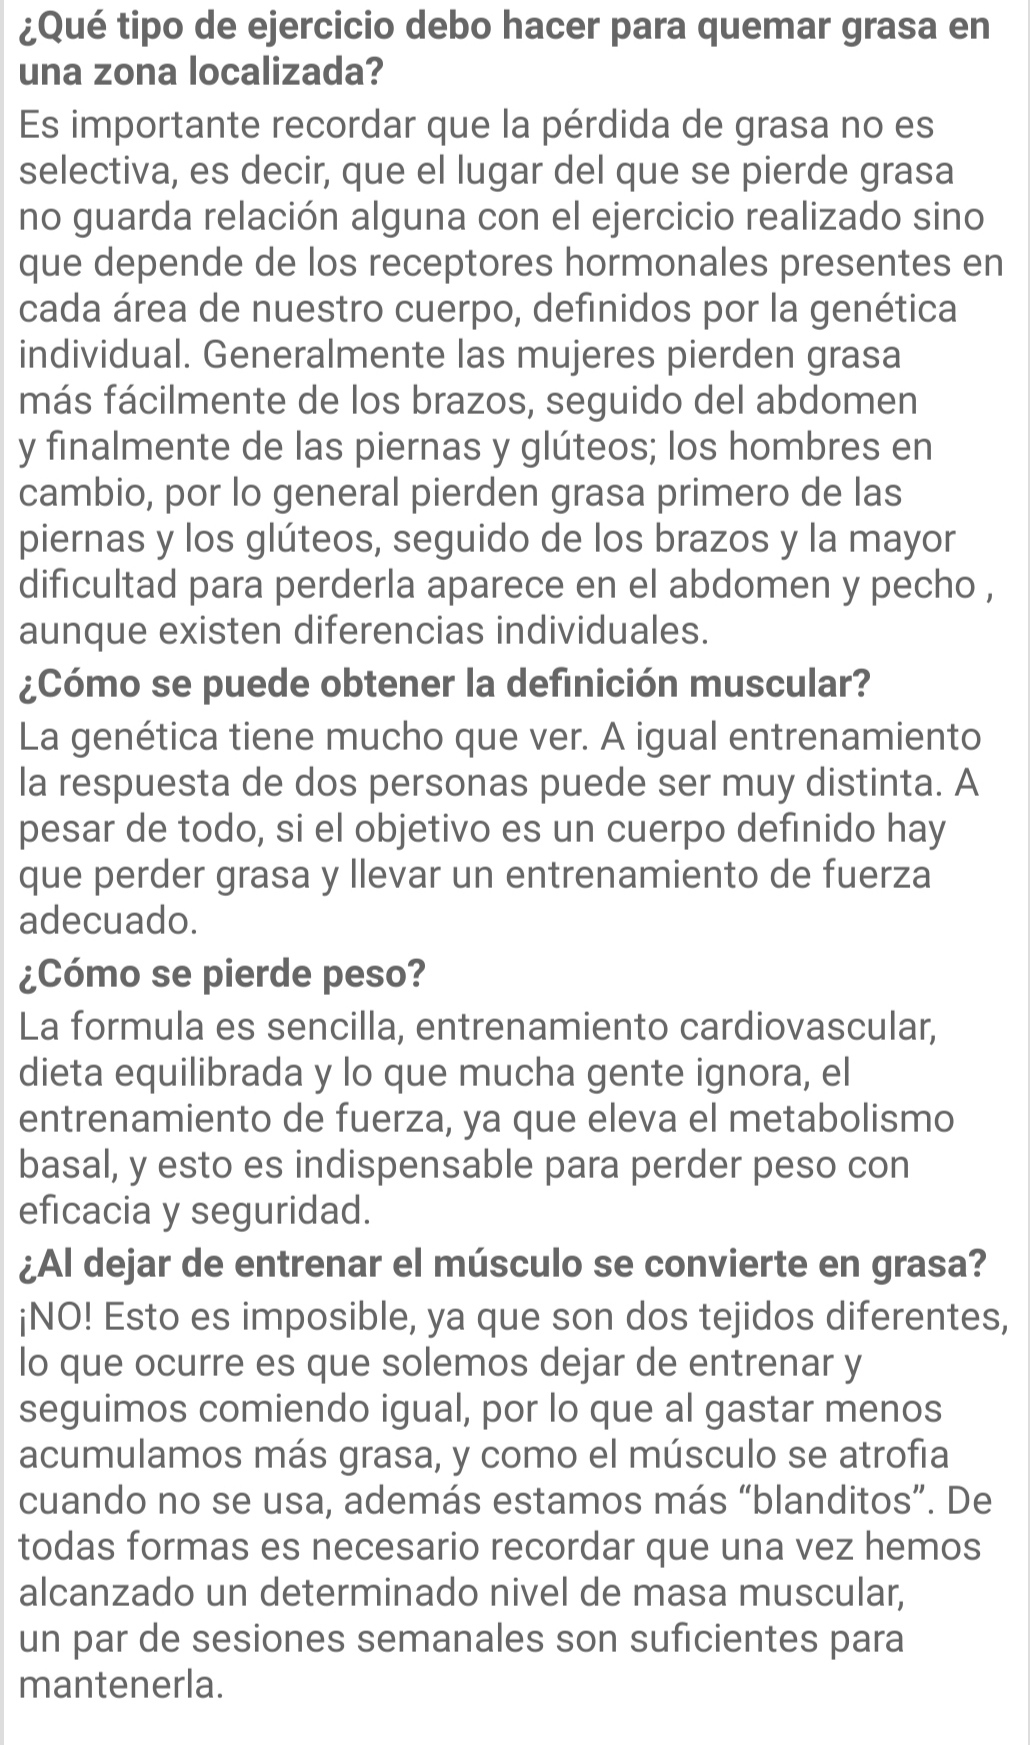 ¿Qué tipo de ejercicio debo hacer para quemar grasa en
una zona localizada?
Es importante recordar que la pérdida de grasa no es
selectiva, es decir, que el lugar del que se pierde grasa
no guarda relación alguna con el ejercicio realizado sino
que depende de los receptores hormonales presentes en
cada área de nuestro cuerpo, definidos por la genética
individual. Generalmente las mujeres pierden grasa
más fácilmente de los brazos, seguido del abdomen
y finalmente de las piernas y glúteos; los hombres en
cambio, por lo general pierden grasa primero de las
piernas y los glúteos, seguido de los brazos y la mayor
dificultad para perderla aparece en el abdomen y pecho ,
aunque existen diferencias individuales.
¿Cómo se puede obtener la definición muscular?
La genética tiene mucho que ver. A igual entrenamiento
la respuesta de dos personas puede ser muy distinta. A
pesar de todo, si el objetivo es un cuerpo definido hay
que perder grasa y llevar un entrenamiento de fuerza
adecuado.
¿Cómo se pierde peso?
La formula es sencilla, entrenamiento cardiovascular,
dieta equilibrada y lo que mucha gente ignora, el
entrenamiento de fuerza, ya que eleva el metabolismo
basal, y esto es indispensable para perder peso con
eficacia y seguridad.
¿Al dejar de entrenar el músculo se convierte en grasa?
¡NO! Esto es imposible, ya que son dos tejidos diferentes,
lo que ocurre es que solemos dejar de entrenar y
seguimos comiendo igual, por lo que al gastar menos
acumulamos más grasa, y como el músculo se atrofia
cuando no se usa, además estamos más “blanditos”. De
todas formas es necesario recordar que una vez hemos
alcanzado un determinado nivel de masa muscular,
un par de sesiones semanales son suficientes para
mantenerla.